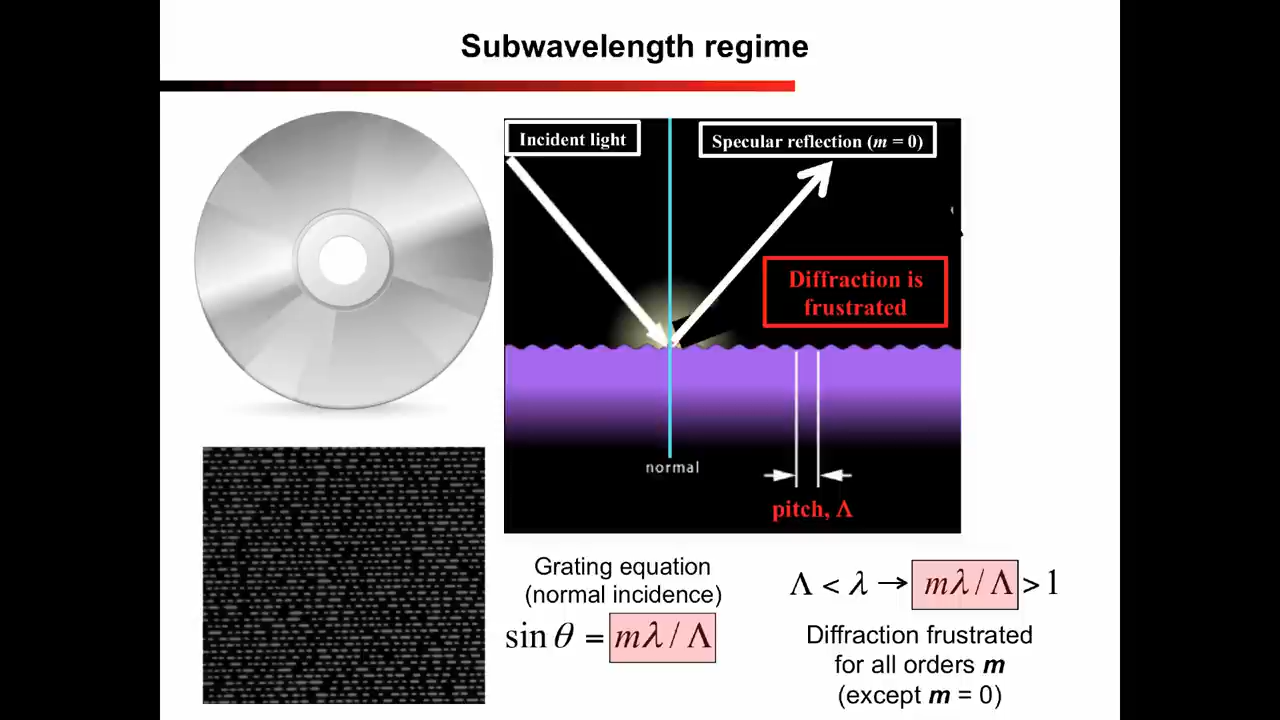 Subwavelength regime
Incident light
Specular reflection (m = 0)
Diffraction is
frustrated
normal
pitch, Λ
Grating equation
(normal incidence)
sin θ = mλ / Λ
Λ < λ → mλ / Λ > 1
Diffraction frustrated
for all orders m
(except m = 0)